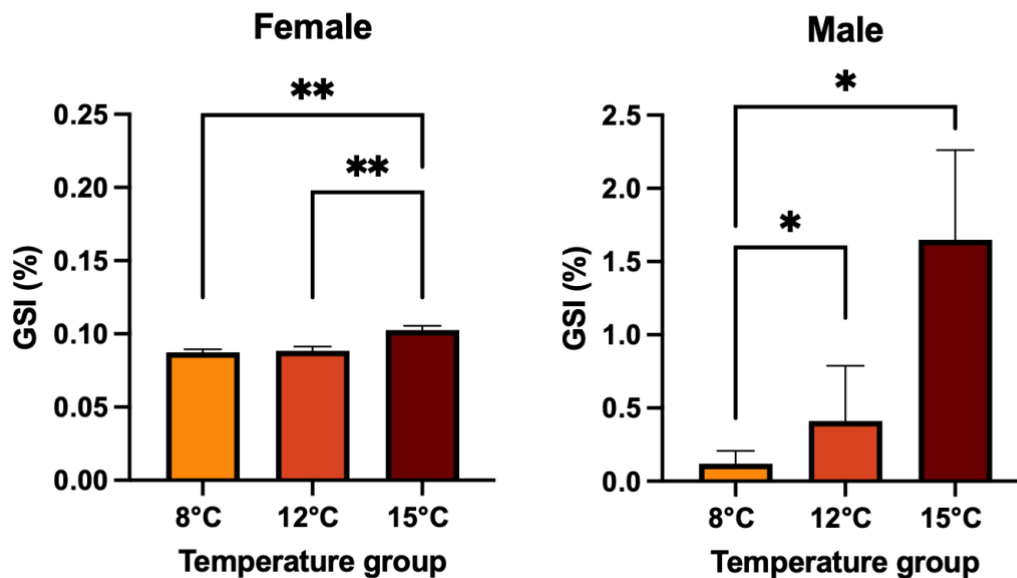 Female
**
**
0.25
0.20
0.15
0.10
0.05
0.00
GSI (%)
8°C 12°C 15°C
Temperature group
Male
*
*
2.5
2.0
1.5
1.0
0.5
0.0
GSI (%)
8°C 12°C 15°C
Temperature group